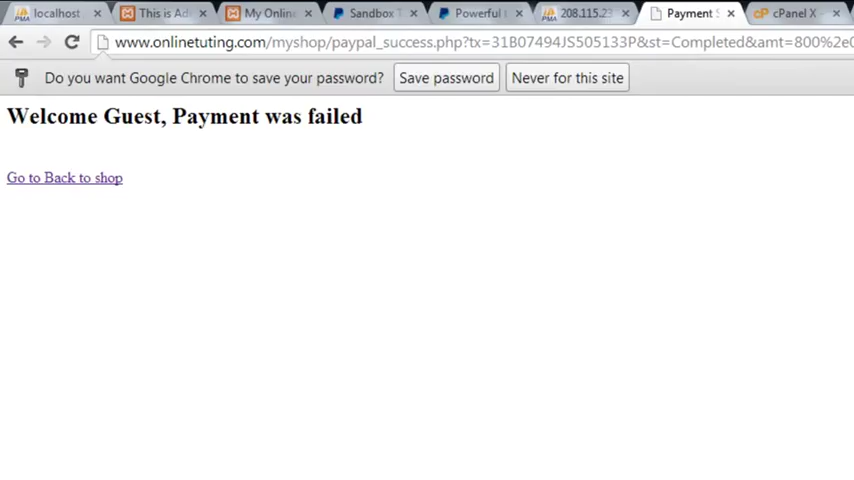 localhost This is Ad My Online Sandbox T Powerful 208.115.23 Payment S cPanel X -
www.onlinetuting.com/myshop/paypal_success.php?tx=31B07494JS505133P&st=Completed&amt=800%2e0
Do you want Google Chrome to save your password? Save password Never for this site
Welcome Guest, Payment was failed
Go to Back to shop